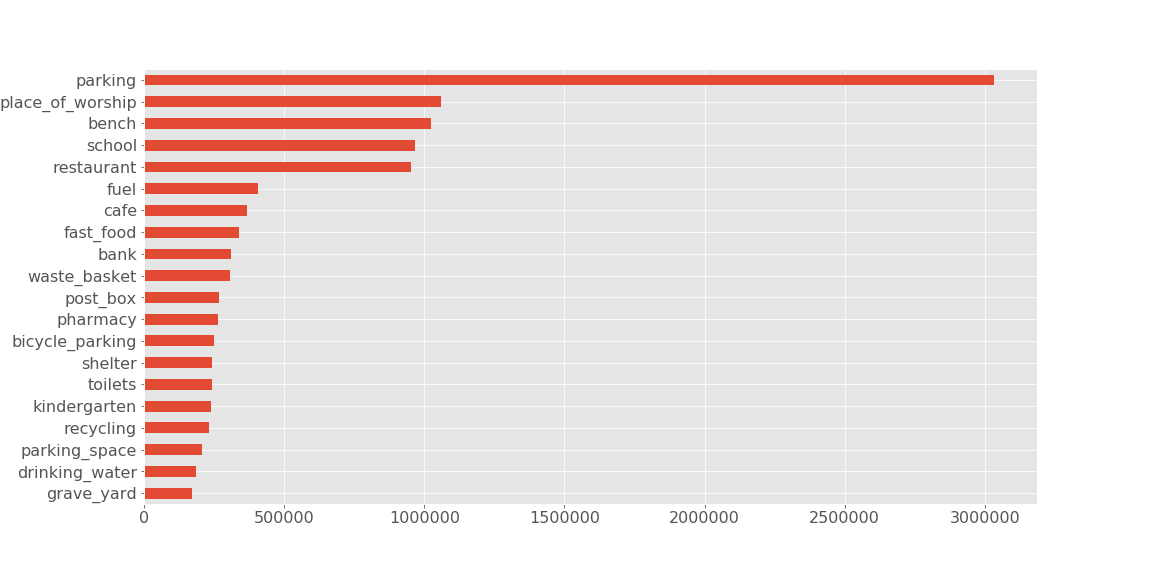 parking
place_of_worship
bench
school
restaurant
fuel
cafe
fast_food
bank
waste_basket
post_box
pharmacy
bicycle_parking
shelter
toilets
kindergarten
recycling
parking_space
drinking_water
grave_yard
0 500000 1000000 1500000 2000000 2500000 3000000